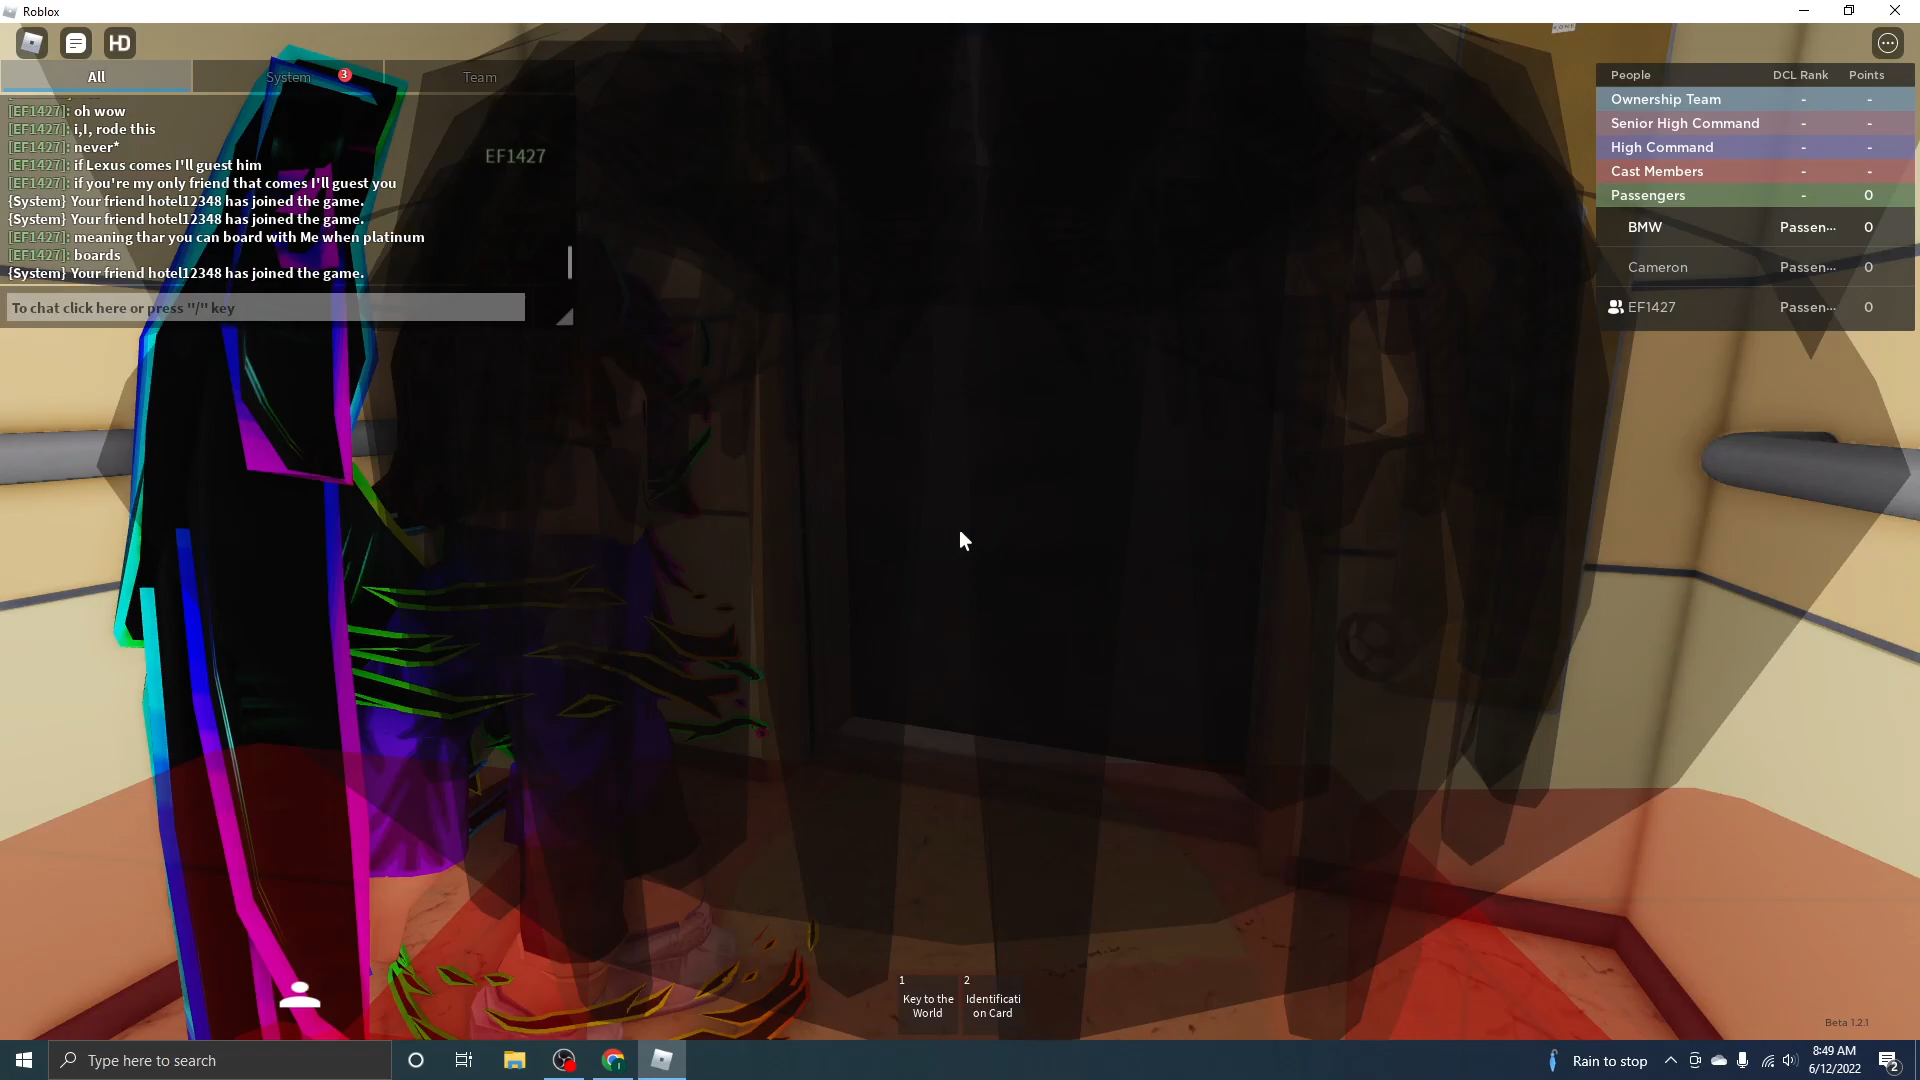 Roblox
HD
All
System
3
Team
[EF1427]: oh wow
[EF1427]: i,I, rode this
[EF1427]: never*
[EF1427]: if Lexus comes I'll guest him
[EF1427]: if you're my only friend that comes I'll guest you
{System} Your friend hotel12348 has joined the game.
{System} Your friend hotel12348 has joined the game.
[EF1427]: meaning thar you can board with Me when platinum
[EF1427]: boards
{System} Your friend hotel12348 has joined the game.
To chat click here or press "/" key
EF1427
People DCL Rank Points
Ownership Team - -
Senior High Command - -
High Command - -
Cast Members - -
Passengers - 0
BMW Passen... 0
Cameron Passen... 0
EF1427 Passen... 0
1
Key to the
World
2
Identificati
on Card
Beta 1.2.1
Type here to search
Rain to stop
8:49 AM
6/12/2022
2